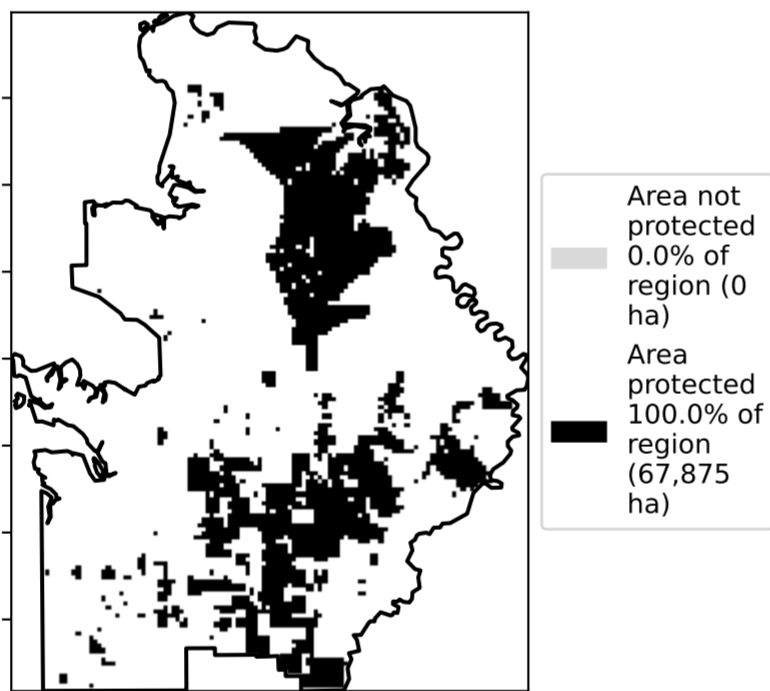 Area not
protected
0.0% of
region (0
ha)
Area
protected
100.0% of
region
(67,875
ha)